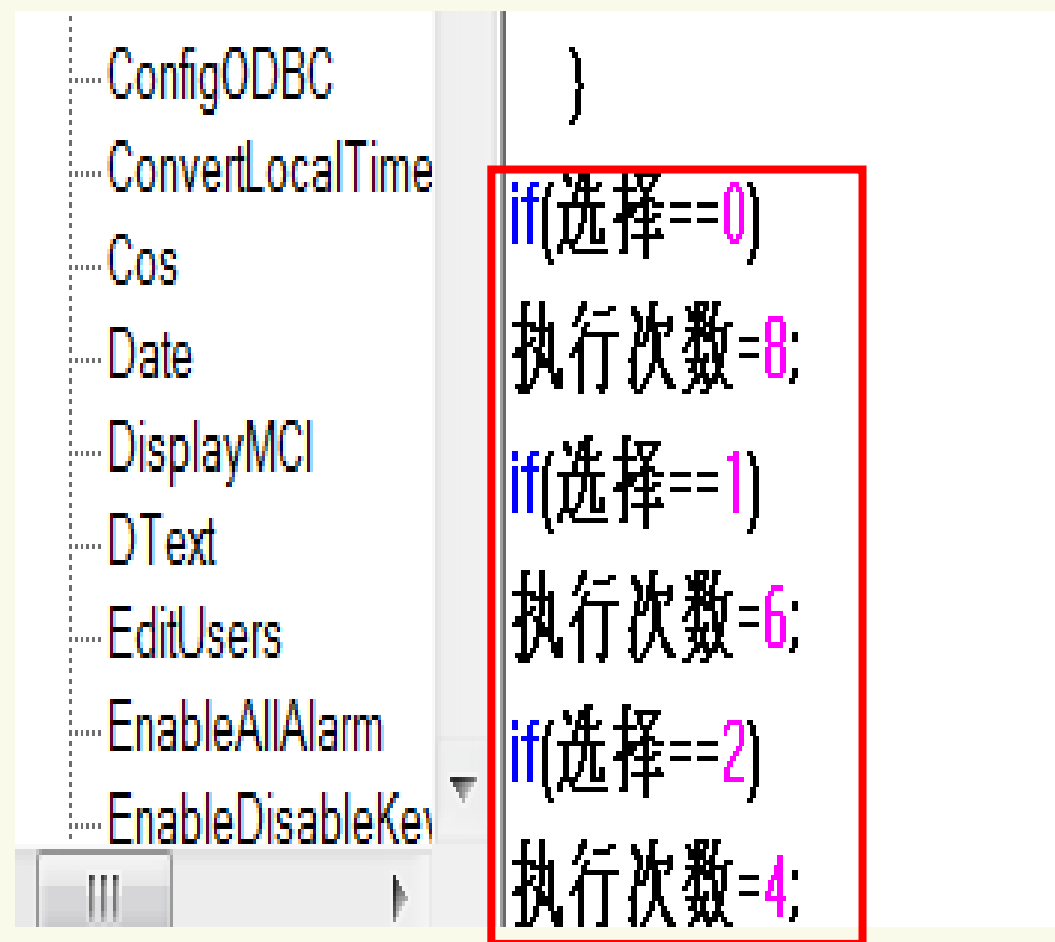 ConfigODBC
ConvertLocalTime
Cos
Date
DisplayMCI
DText
EditUsers
EnableAllAlarm
EnableDisableKey
}
if(选择==0)
执行次数=8;
if(选择==1)
执行次数=6;
if(选择==2)
执行次数=4;